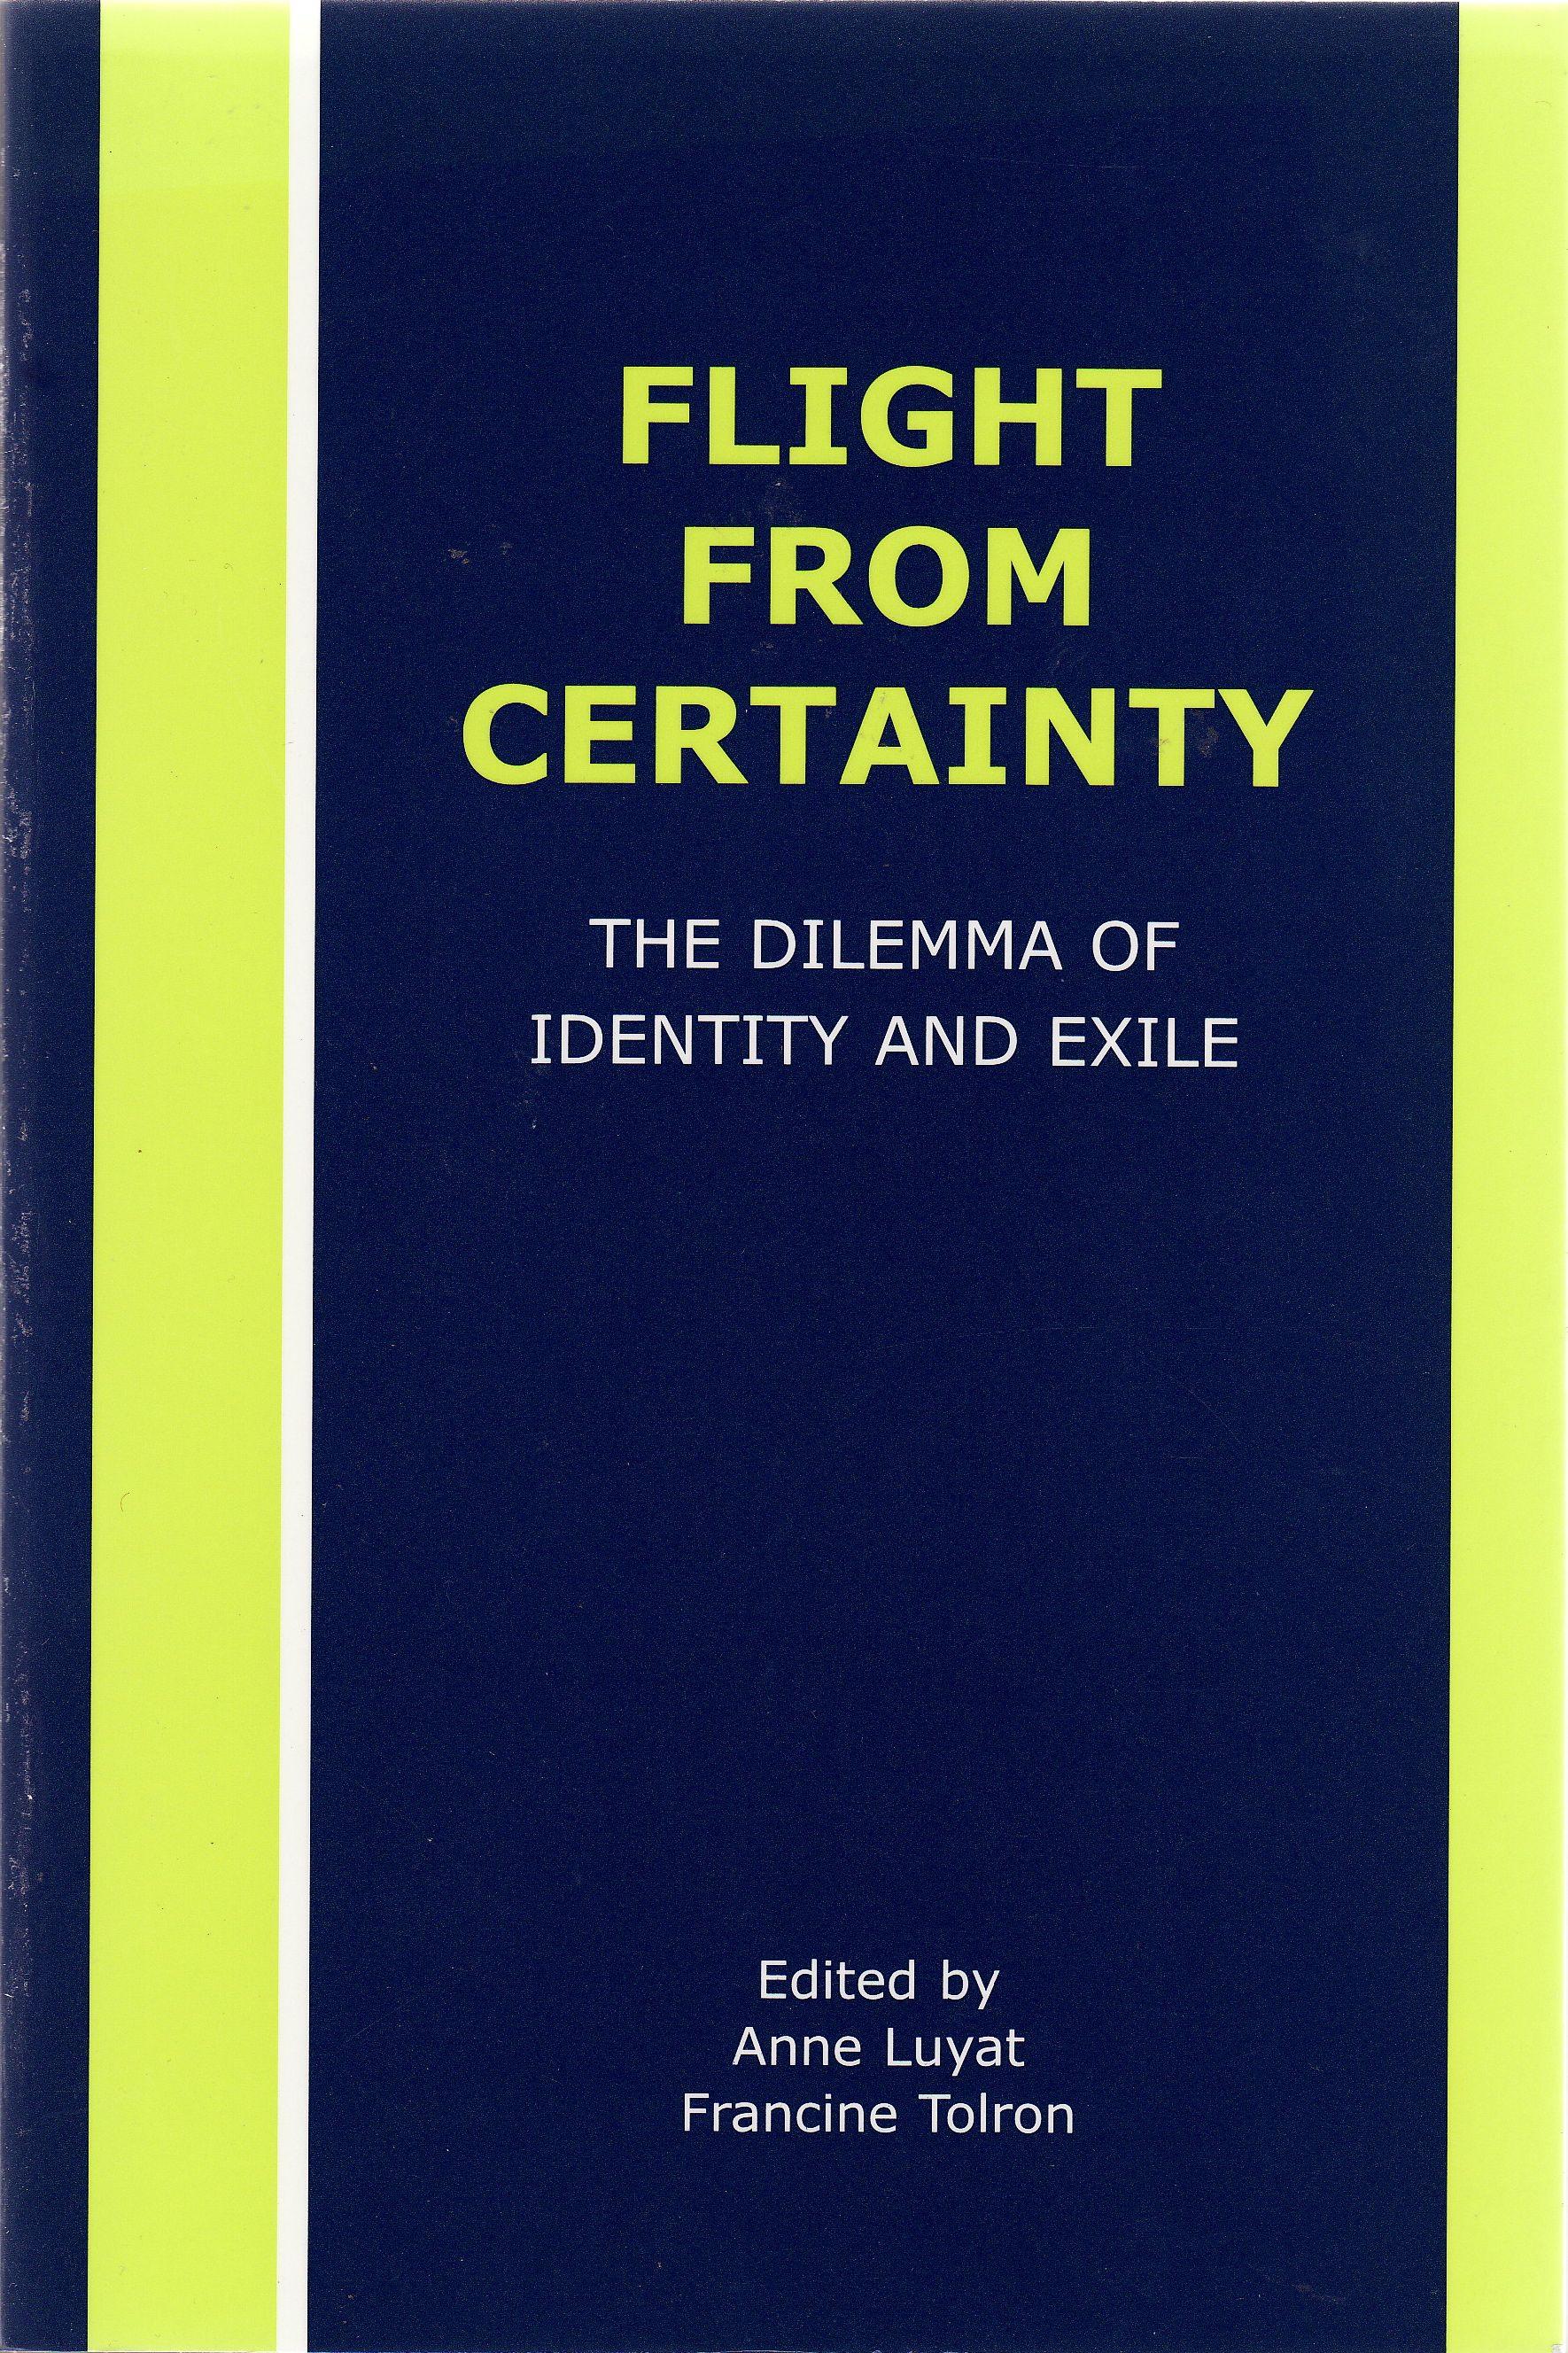 FLIGHT
FROM
CERTAINTY
THE DILEMMA OF
IDENTITY AND EXILE
Edited by
Anne Luyat
Francine Tolron